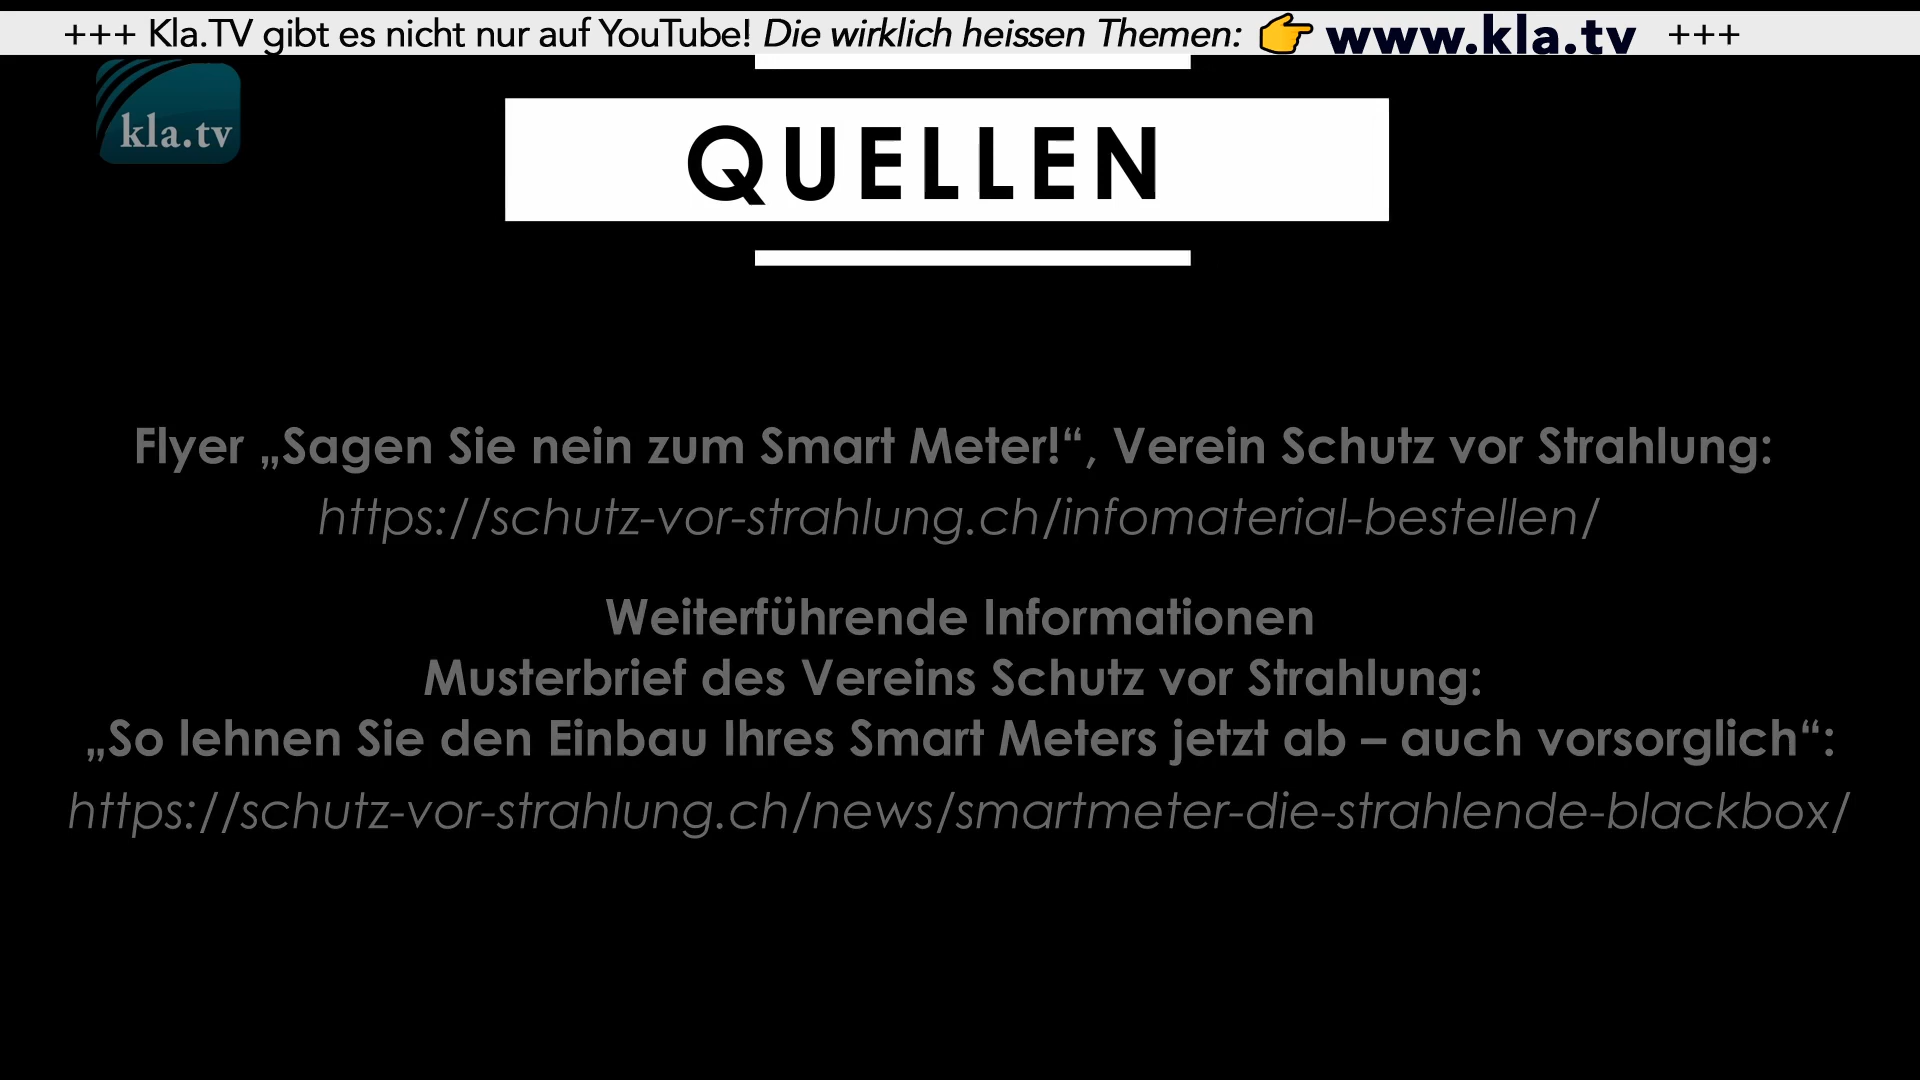 +++ Kla.TV gibt es nicht nur auf YouTube! Die wirklich heissen Themen: 👉 www.kla.tv +++
kla.tv
QUELLEN
Flyer „Sagen Sie nein zum Smart Meter!“, Verein Schutz vor Strahlung:
https://schutz-vor-strahlung.ch/infomaterial-bestellen/
Weiterführende Informationen
Musterbrief des Vereins Schutz vor Strahlung:
„So lehnen Sie den Einbau Ihres Smart Meters jetzt ab – auch vorsorglich“:
https://schutz-vor-strahlung.ch/news/smartmeter-die-strahlende-blackbox/